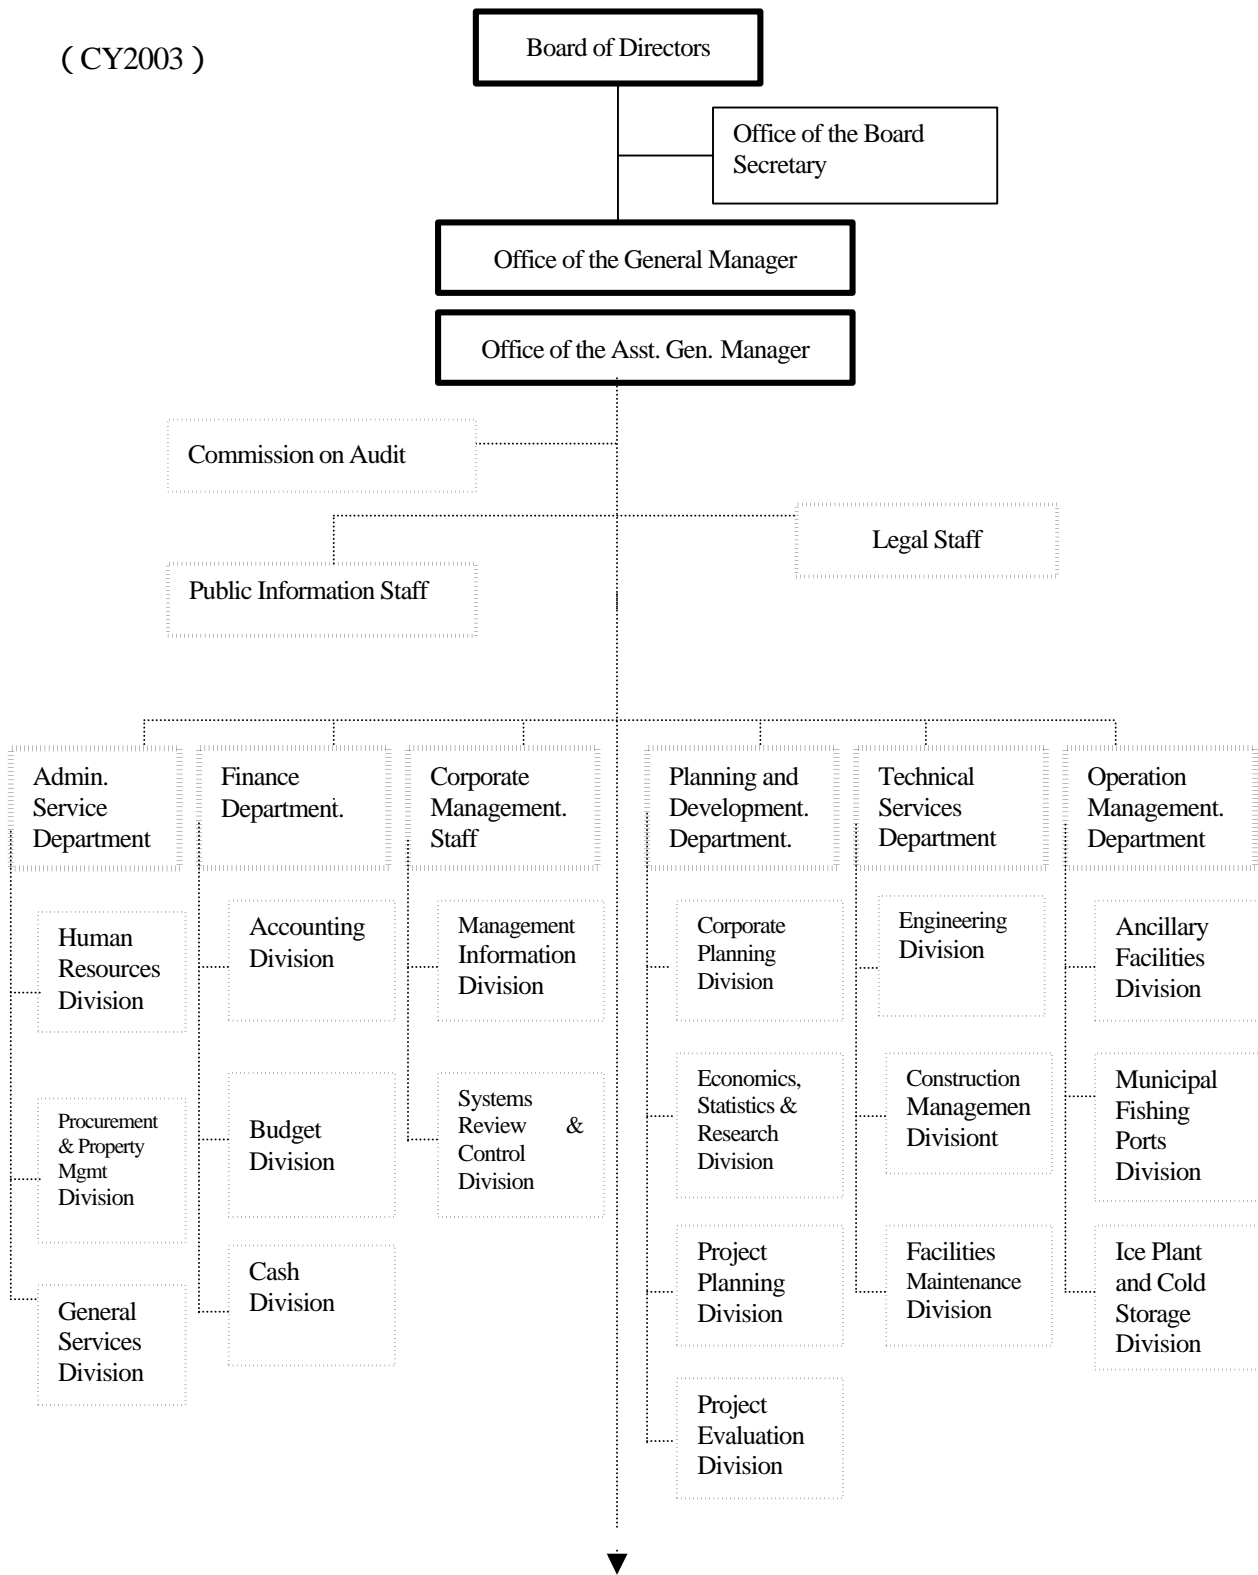 ( CY2003 )
Board of Directors
Office of the Board
Secretary
Office of the General Manager
Office of the Asst. Gen. Manager
Commission on Audit
Legal Staff
Public Information Staff
Admin.
Service
Department
Finance
Department.
Corporate
Management.
Staff
Planning and
Development.
Department.
Technical
Services
Department
Operation
Management.
Department
Human
Resources
Division
Accounting
Division
Management
Information
Division
Corporate
Planning
Division
Engineering
Division
Ancillary
Facilities
Division
Procurement
& Property
Mgmt
Division
Budget
Division
Systems
Review &
Control
Division
Economics,
Statistics &
Research
Division
Construction
Managemen
Divisiont
Municipal
Fishing
Ports
Division
General
Services
Division
Cash
Division
Project
Planning
Division
Facilities
Maintenance
Division
Ice Plant
and Cold
Storage
Division
Project
Evaluation
Division